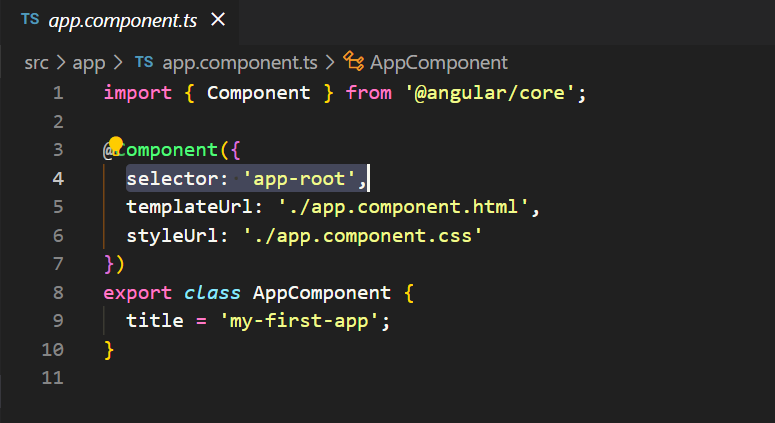 TS app.component.ts ×
src > app > TS app.component.ts > AppComponent
1 import { Component } from '@angular/core';
2
3 @Component({
4 selector: 'app-root',
5 templateUrl: './app.component.html',
6 styleUrl: './app.component.css'
7 })
8 export class AppComponent {
9 title = 'my-first-app';
10 }
11